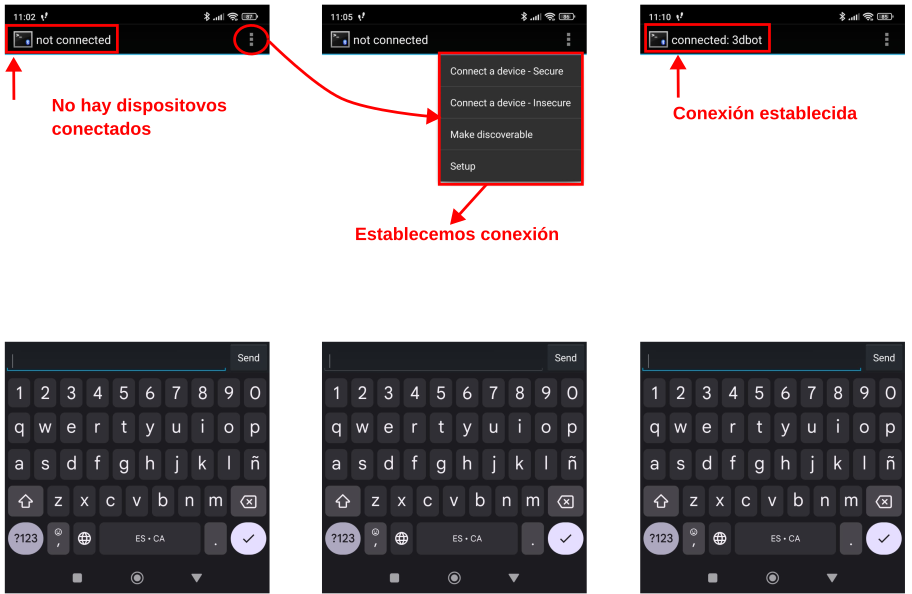 11:02 87
not connected
No hay dispositovos
conectados
Send
1 2 3 4 5 6 7 8 9 0
q w e r t y u i o p
a s d f g h j k l ñ
z x c v b n m
?123 , ES • CA .
11:05 85
not connected
Connect a device - Secure
Connect a device - Insecure
Make discoverable
Setup
Establecemos conexión
Send
1 2 3 4 5 6 7 8 9 0
q w e r t y u i o p
a s d f g h j k l ñ
z x c v b n m
?123 , ES • CA .
11:10 85
connected: 3dbot
Conexión establecida
Send
1 2 3 4 5 6 7 8 9 0
q w e r t y u i o p
a s d f g h j k l ñ
z x c v b n m
?123 , ES • CA .